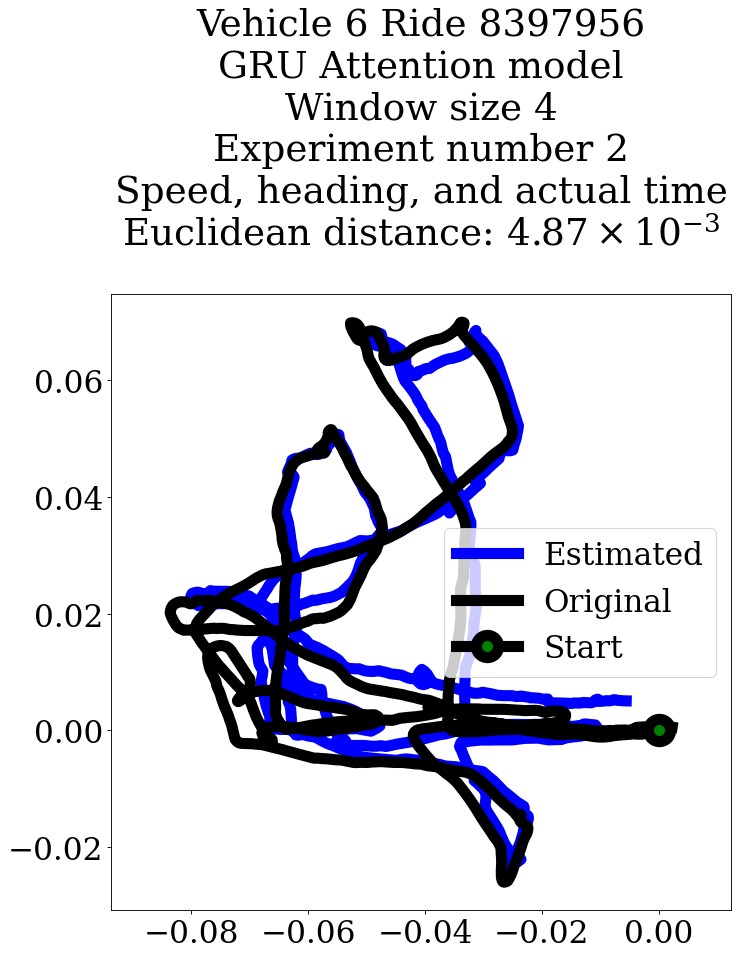 Vehicle 6 Ride 8397956
GRU Attention model
Window size 4
Experiment number 2
Speed, heading, and actual time
Euclidean distance: 4.87 × 10⁻³
0.06
0.04
0.02
0.00
−0.02
Estimated
Original
Start
−0.08 −0.06 −0.04 −0.02 0.00